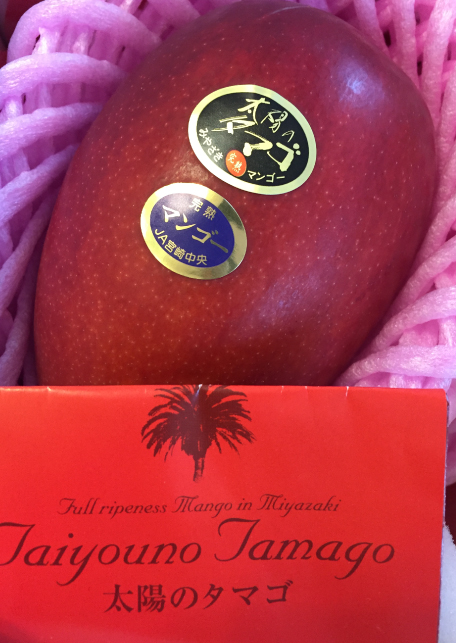 太陽の
タマゴ
みやざき
完熟
マンゴー
完熟
マンゴー
JA宮崎中央
Full ripeness Mango in Miyazaki
Taiyouno Tamago
太陽のタマゴ